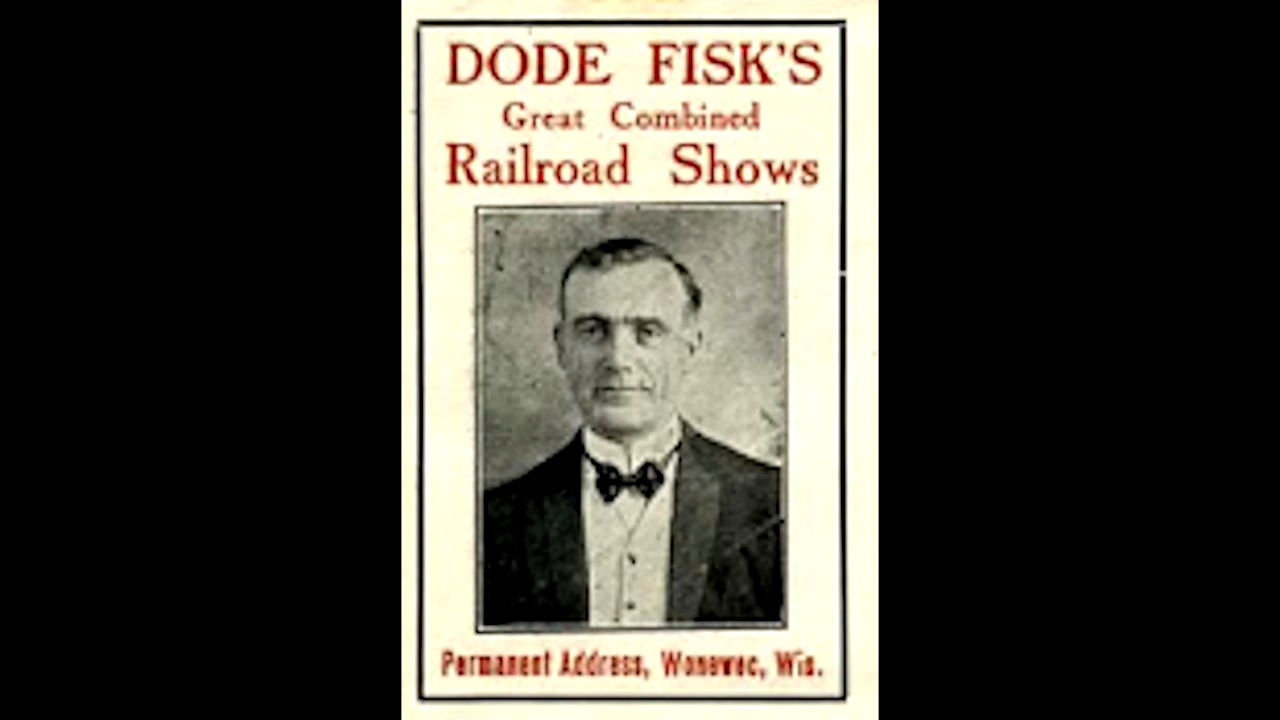 DODE FISK'S
Great Combined
Railroad Shows
Permanent Address, Wonewoc, Wis.